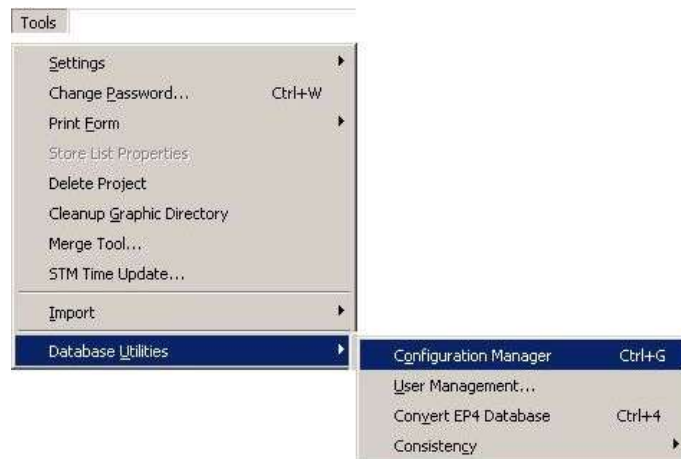 Tools
Settings
Change Password... Ctrl+W
Print Form
Store List Properties
Delete Project
Cleanup Graphic Directory
Merge Tool...
STM Time Update...
Import
Database Utilities
Configuration Manager Ctrl+G
User Management...
Convert EP4 Database Ctrl+4
Consistency